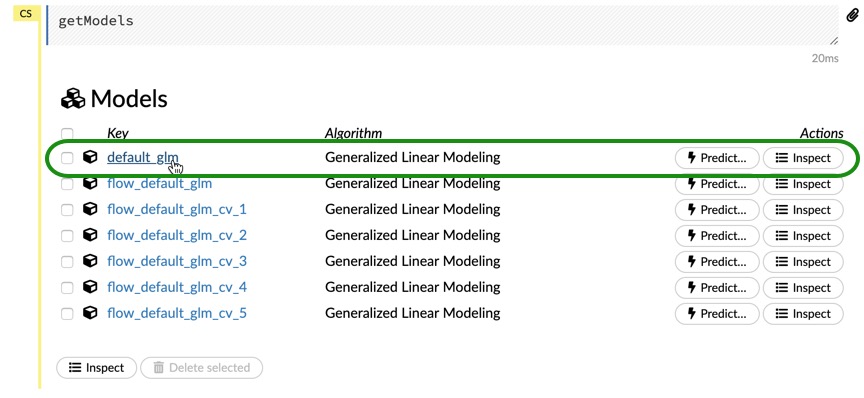 CS
getModels
20ms
Models
Key Algorithm Actions
default_glm Generalized Linear Modeling Predict... Inspect
flow_default_glm Generalized Linear Modeling Predict... Inspect
flow_default_glm_cv_1 Generalized Linear Modeling Predict... Inspect
flow_default_glm_cv_2 Generalized Linear Modeling Predict... Inspect
flow_default_glm_cv_3 Generalized Linear Modeling Predict... Inspect
flow_default_glm_cv_4 Generalized Linear Modeling Predict... Inspect
flow_default_glm_cv_5 Generalized Linear Modeling Predict... Inspect
Inspect Delete selected